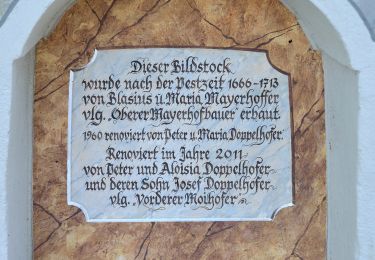 Dieser Bildstock
wurde nach der Pestzeit 1666-1713
von Blasius u. Maria Mayerhoffer
vlg. "Oberer Mayerhofbauer" erbaut.
1960 renoviert von Peter u. Maria Doppelhofer.
Renoviert im Jahre 2011
von Peter und Aloisia Doppelhofer
und deren Sohn Josef Doppelhofer
vlg. "Vorderer Moihofer"